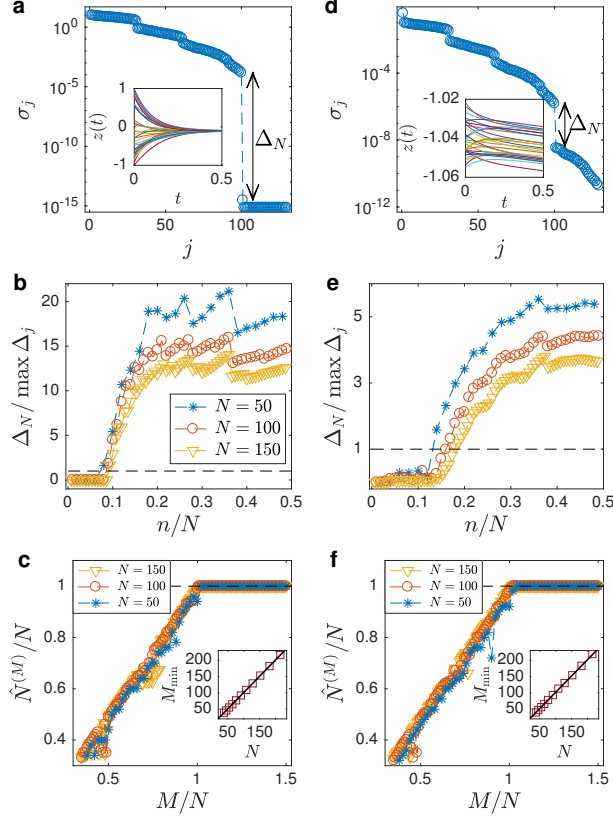 a
10^0
10^-5
10^-10
10^-15
σ_j
1
0
-1
z(t)
0
0.5
t
Δ_N
0
50
100
j
d
10^0
10^-4
10^-8
10^-12
σ_j
-1.02
-1.04
-1.06
z(t)
0
0.5
t
Δ_N
0
50
100
j
b
20
15
10
5
0
Δ_N / max Δ_j
N = 50
N = 100
N = 150
0
0.1
0.2
0.3
0.4
0.5
n/N
e
5
3
1
Δ_N / max Δ_j
0
0.1
0.2
0.3
0.4
0.5
n/N
c
N = 150
N = 100
N = 50
1
0.8
0.6
0.4
N̂^(M)/N
200
150
100
50
M_min
50
150
N
0.5
1
1.5
M/N
f
N = 150
N = 100
N = 50
1
0.8
0.6
0.4
N̂^(M)/N
200
150
100
50
M_min
50
150
N
0.5
1
1.5
M/N